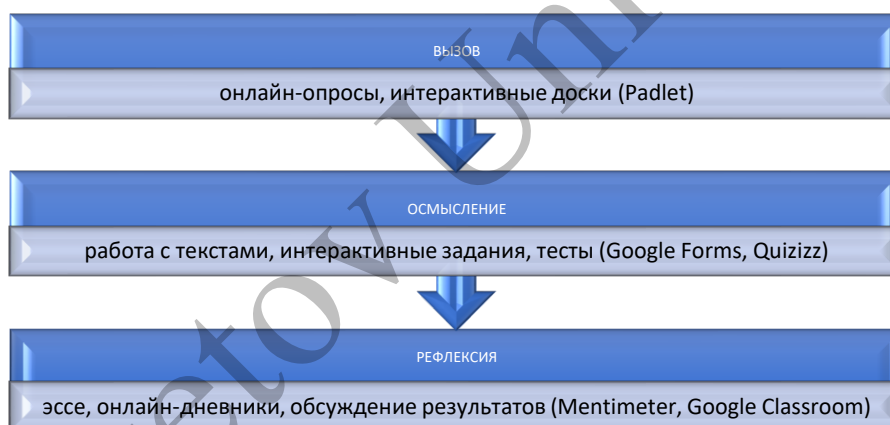 ВЫЗОВ
онлайн-опросы, интерактивные доски (Padlet)
ОСМЫСЛЕНИЕ
работа с текстами, интерактивные задания, тесты (Google Forms, Quizizz)
РЕФЛЕКСИЯ
эссе, онлайн-дневники, обсуждение результатов (Mentimeter, Google Classroom)